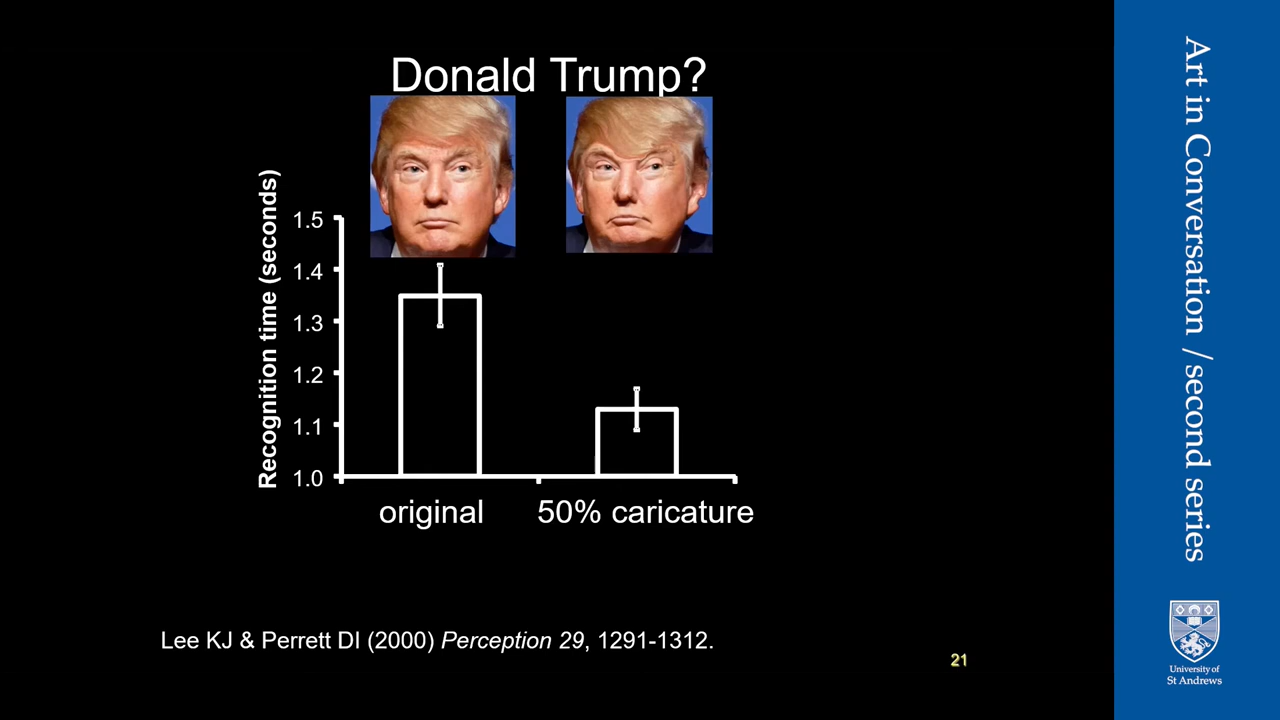 Donald Trump?
Recognition time (seconds)
1.5
1.4
1.3
1.2
1.1
1.0
original
50% caricature
Lee KJ & Perrett DI (2000) Perception 29, 1291-1312.
21
Art in Conversation / second series
University of
St Andrews